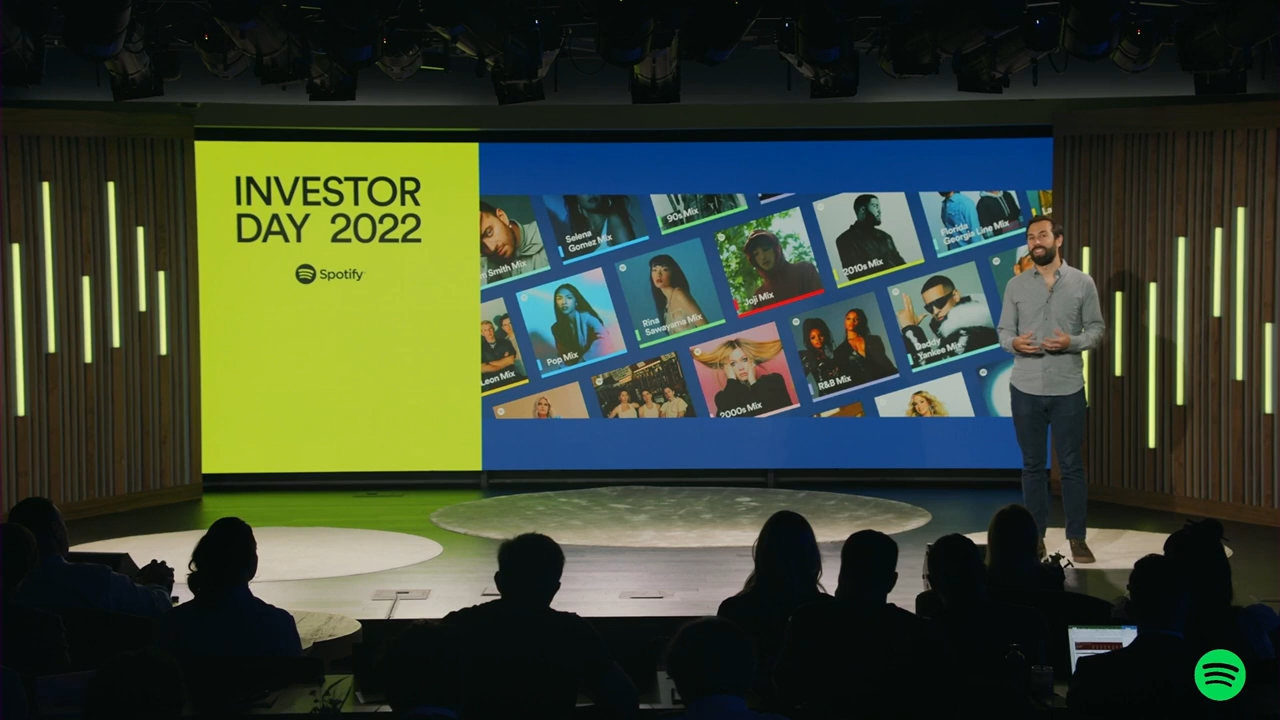 INVESTOR
DAY 2022
Spotify
Smith Mix
Selena
Gomez Mix
90s Mix
Joji Mix
2010s Mix
Florida
Georgia Line Mix
Leon Mix
Pop Mix
Rina
Sawayama Mix
2000s Mix
R&B Mix
Daddy
Yankee Mix